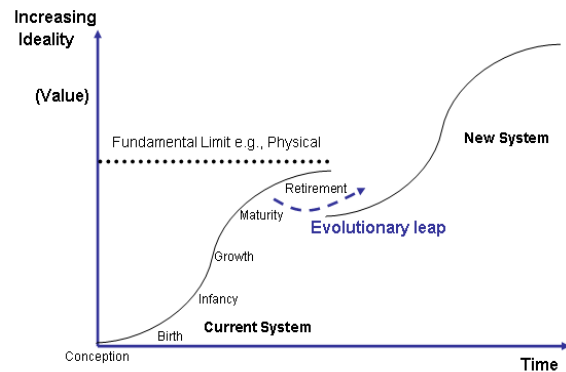 Increasing
Ideality
(Value)
Fundamental Limit e.g., Physical
New System
Retirement
Maturity
Evolutionary leap
Growth
Infancy
Current System
Birth
Conception
Time